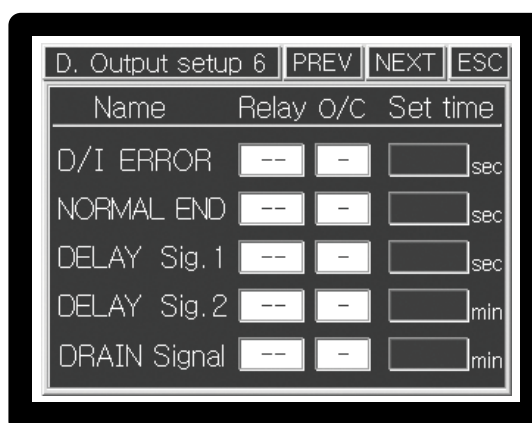 D. Output setup 6 PREV NEXT ESC
Name Relay O/C Set time
D/I ERROR -- - sec
NORMAL END -- - sec
DELAY Sig. 1 -- - sec
DELAY Sig. 2 -- - min
DRAIN Signal -- - min